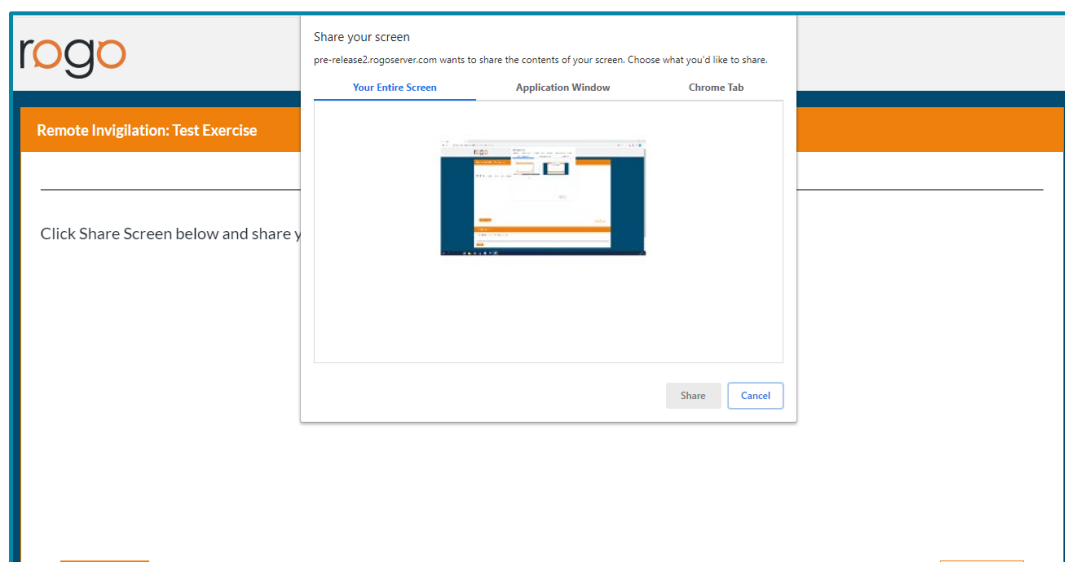 rogo
Share your screen
pre-release2.rogoserver.com wants to share the contents of your screen. Choose what you'd like to share.
Your Entire Screen Application Window Chrome Tab
Remote Invigilation: Test Exercise
Click Share Screen below and share y
Share Cancel